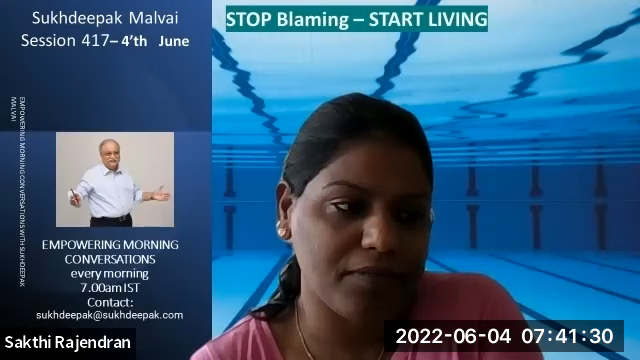 Sukhdeepak Malvai
Session 417– 4'th June
STOP Blaming – START LIVING
EMPOWERING MORNING CONVERSATIONS WITH SUKHDEEPAK
MALVAI
EMPOWERING MORNING
CONVERSATIONS
every morning
7.00am IST
Contact:
sukhdeepak@sukhdeepak.com
Sakthi Rajendran
2022-06-04 07:41:30